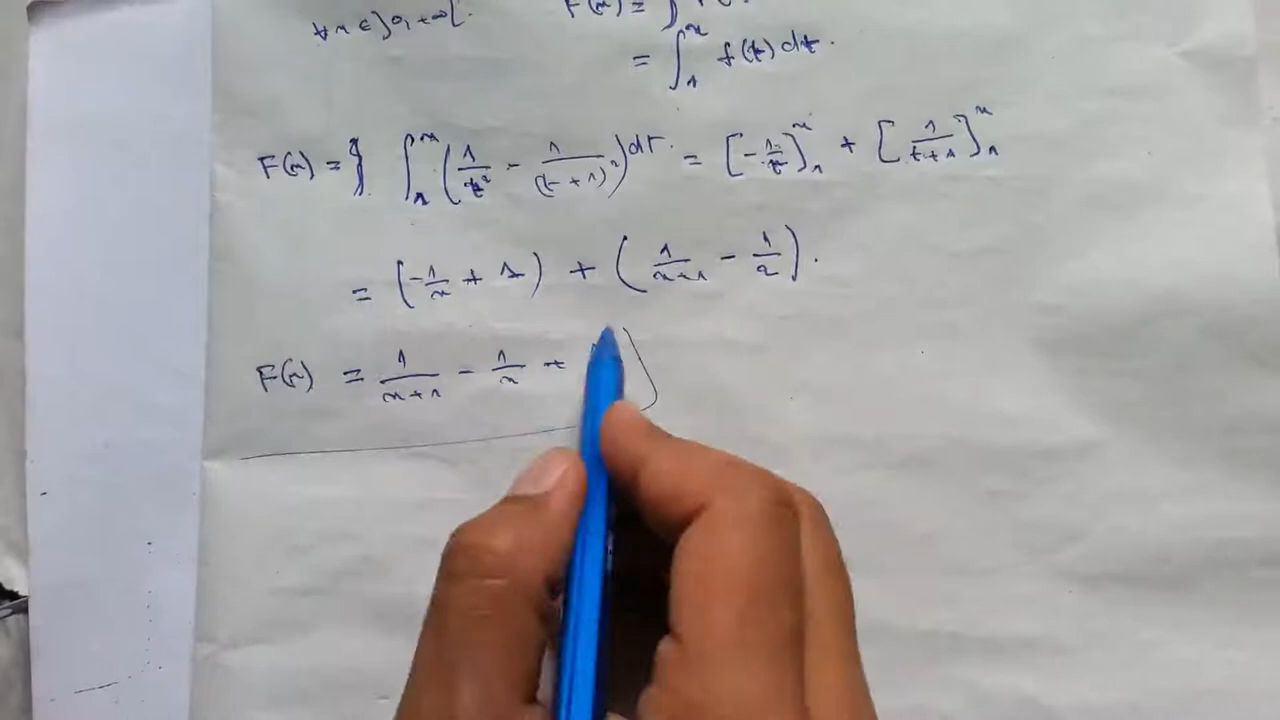 ∀x ∈ ]0, +∞[. F(x) =
= ∫₁ˣ f(t) dt.
F(x) = ∫₁ˣ (1/t² - 1/(t+1)²) dt. = [-1/t]₁ˣ + [1/(t+1)]₁ˣ
= (-1/x + 1) + (1/(x+1) - 1/2).
F(x) = 1/(x+1) - 1/x +